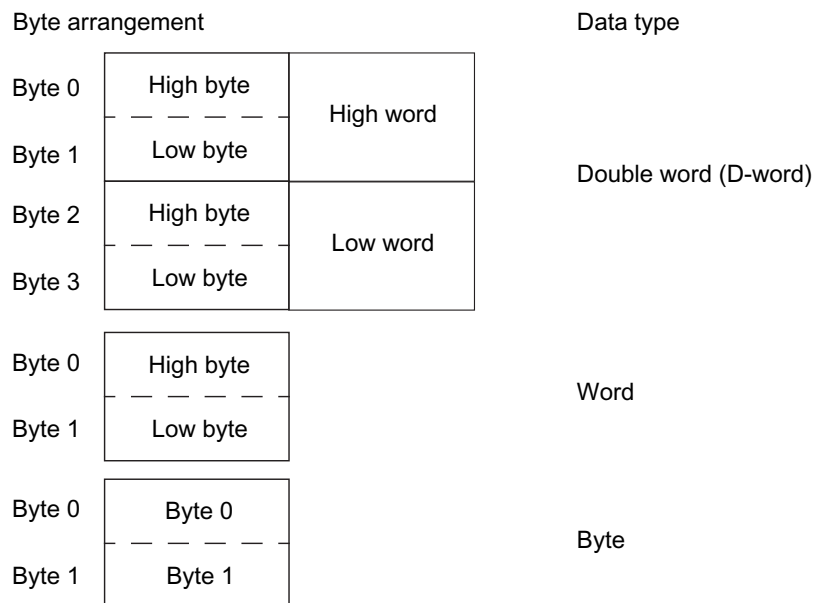 Byte arrangement Data type
Byte 0 High byte
High word
Byte 1 Low byte
Double word (D-word)
Byte 2 High byte
Low word
Byte 3 Low byte
Byte 0 High byte
Word
Byte 1 Low byte
Byte 0 Byte 0
Byte
Byte 1 Byte 1